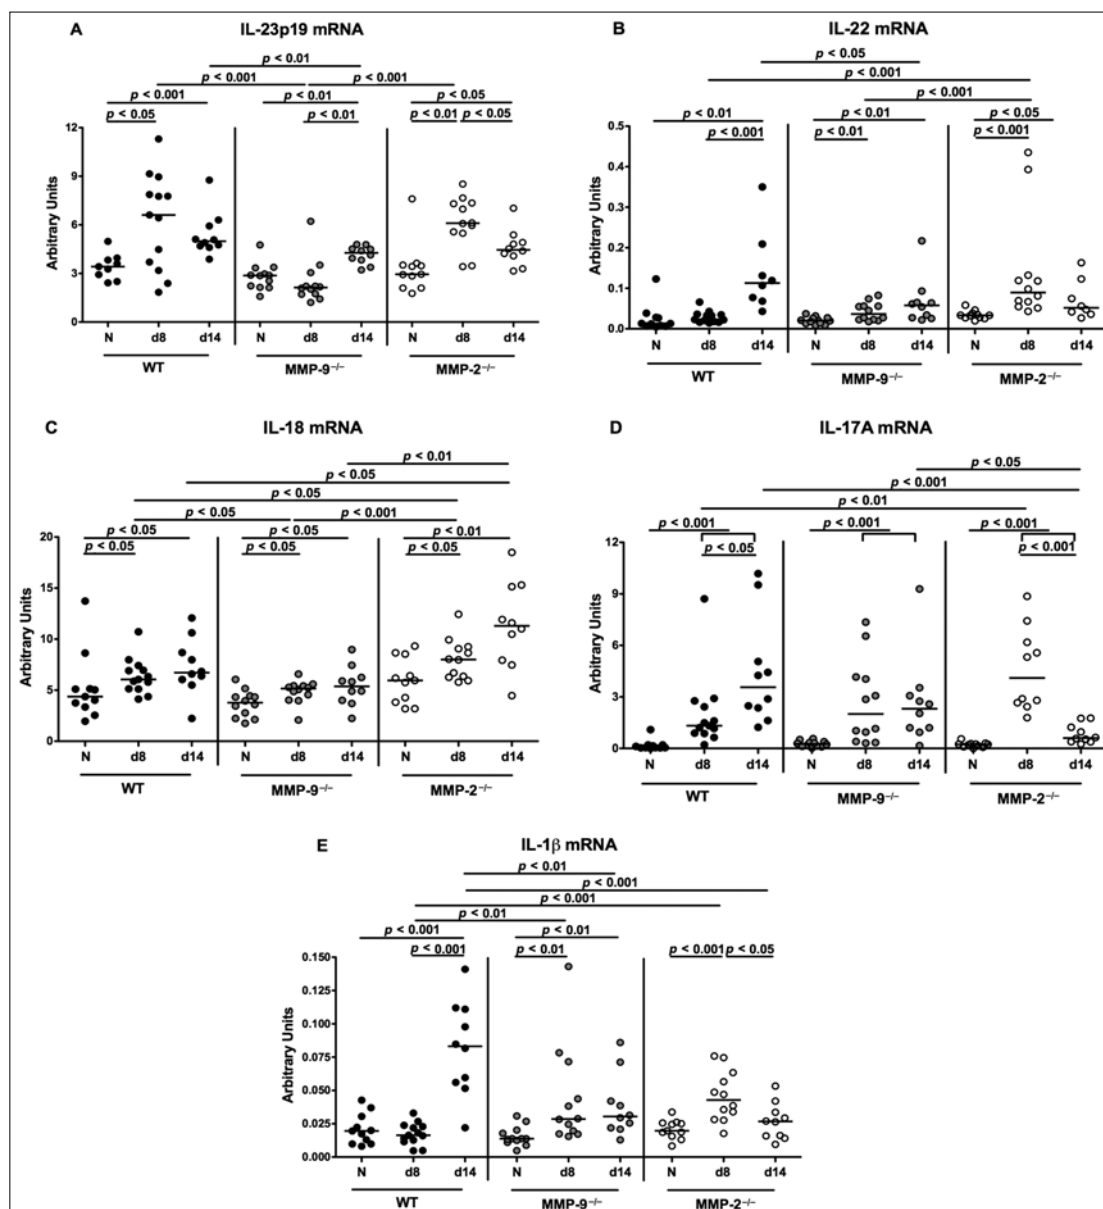 A
IL-23p19 mRNA
p < 0.01
p < 0.001 p < 0.001
p < 0.001 p < 0.01 p < 0.05
p < 0.05 p < 0.01 p < 0.01 p < 0.05
Arbitrary Units
12
9
6
3
0
N d8 d14 N d8 d14 N d8 d14
WT MMP-9–/– MMP-2–/–
B
IL-22 mRNA
p < 0.05
p < 0.001
p < 0.001
p < 0.01 p < 0.01 p < 0.05
p < 0.001 p < 0.01 p < 0.001
Arbitrary Units
0.5
0.4
0.3
0.2
0.1
0.0
N d8 d14 N d8 d14 N d8 d14
WT MMP-9–/– MMP-2–/–
C
IL-18 mRNA
p < 0.01
p < 0.05
p < 0.05
p < 0.05 p < 0.001
p < 0.05 p < 0.05 p < 0.01
p < 0.05 p < 0.05 p < 0.05
Arbitrary Units
20
15
10
5
0
N d8 d14 N d8 d14 N d8 d14
WT MMP-9–/– MMP-2–/–
D
IL-17A mRNA
p < 0.05
p < 0.001
p < 0.01
p < 0.001 p < 0.001 p < 0.001
p < 0.05 p < 0.001
Arbitrary Units
12
9
6
3
0
N d8 d14 N d8 d14 N d8 d14
WT MMP-9–/– MMP-2–/–
E
IL-1β mRNA
p < 0.01
p < 0.001
p < 0.001
p < 0.01
p < 0.001 p < 0.01
p < 0.001 p < 0.01 p < 0.001 p < 0.05
Arbitrary Units
0.150
0.125
0.100
0.075
0.050
0.025
0.000
N d8 d14 N d8 d14 N d8 d14
WT MMP-9–/– MMP-2–/–